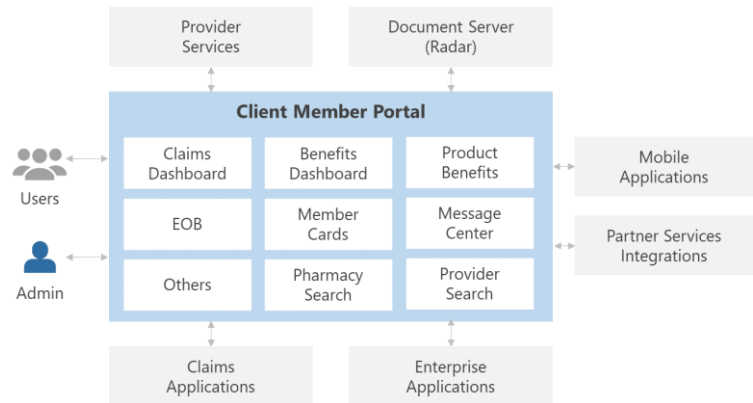 Provider
Services
Document Server
(Radar)
Client Member Portal
Claims
Dashboard
Benefits
Dashboard
Product
Benefits
Users
Mobile
Applications
EOB
Member
Cards
Message
Center
Partner Services
Integrations
Admin
Others
Pharmacy
Search
Provider
Search
Claims
Applications
Enterprise
Applications